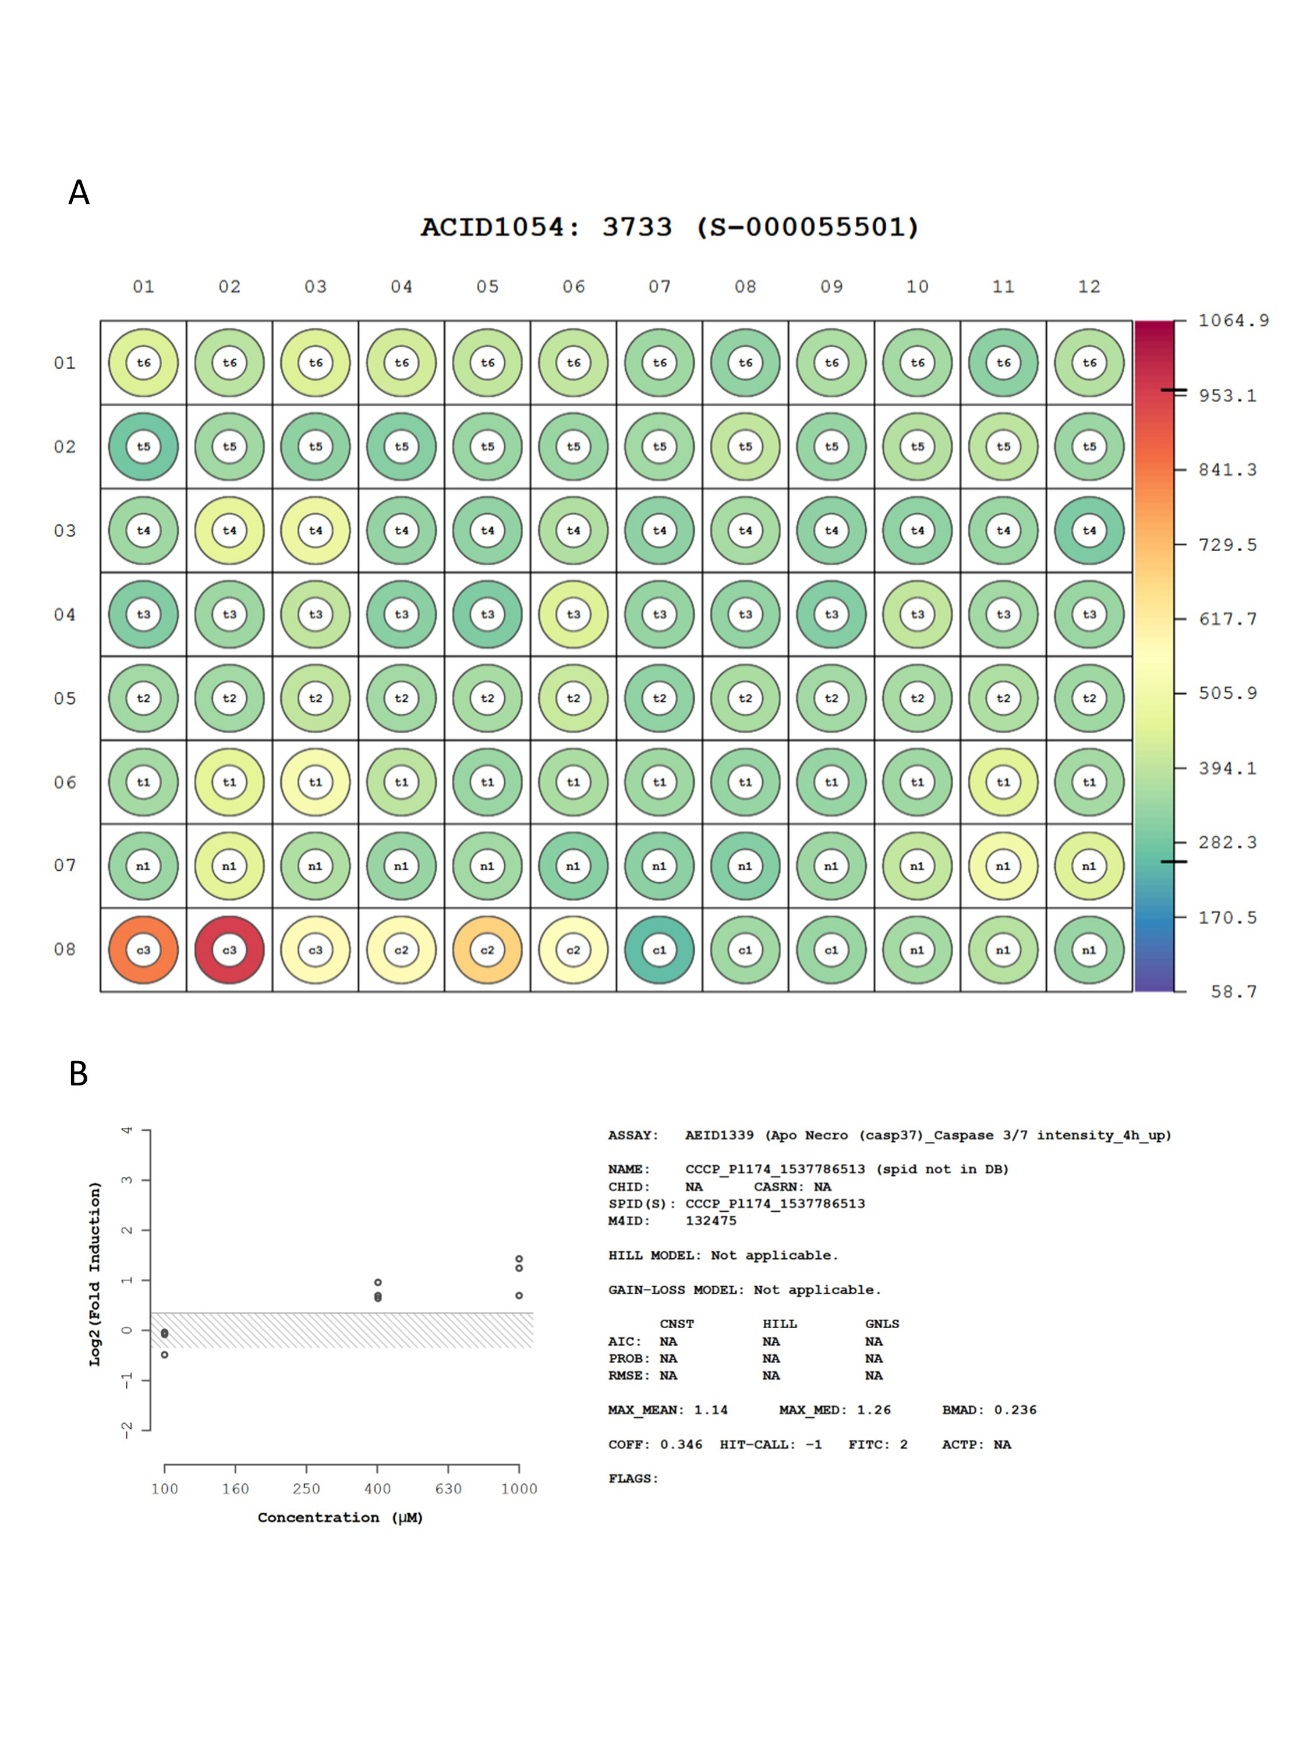 A
ACID1054: 3733 (S-000055501)
01 02 03 04 05 06 07 08 09 10 11 12
01 t6 t6 t6 t6 t6 t6 t6 t6 t6 t6 t6 t6
02 t5 t5 t5 t5 t5 t5 t5 t5 t5 t5 t5 t5
03 t4 t4 t4 t4 t4 t4 t4 t4 t4 t4 t4 t4
04 t3 t3 t3 t3 t3 t3 t3 t3 t3 t3 t3 t3
05 t2 t2 t2 t2 t2 t2 t2 t2 t2 t2 t2 t2
06 t1 t1 t1 t1 t1 t1 t1 t1 t1 t1 t1 t1
07 n1 n1 n1 n1 n1 n1 n1 n1 n1 n1 n1 n1
08 c3 c3 c3 c2 c2 c2 c1 c1 c1 n1 n1 n1
1064.9
953.1
841.3
729.5
617.7
505.9
394.1
282.3
170.5
58.7
B
Log2(Fold Induction)
4
3
2
1
0
-1
-2
100 160 250 400 630 1000
Concentration (µM)
ASSAY: AEID1339 (Apo Necro (casp37)_Caspase 3/7 intensity_4h_up)
NAME: CCCP_Pl174_1537786513 (spid not in DB)
CHID: NA CASRN: NA
SPID(S): CCCP_Pl174_1537786513
M4ID: 132475
HILL MODEL: Not applicable.
GAIN-LOSS MODEL: Not applicable.
CNST HILL GNLS
AIC: NA NA NA
PROB: NA NA NA
RMSE: NA NA NA
MAX_MEAN: 1.14 MAX_MED: 1.26 BMAD: 0.236
COFF: 0.346 HIT-CALL: -1 FITC: 2 ACTP: NA
FLAGS: